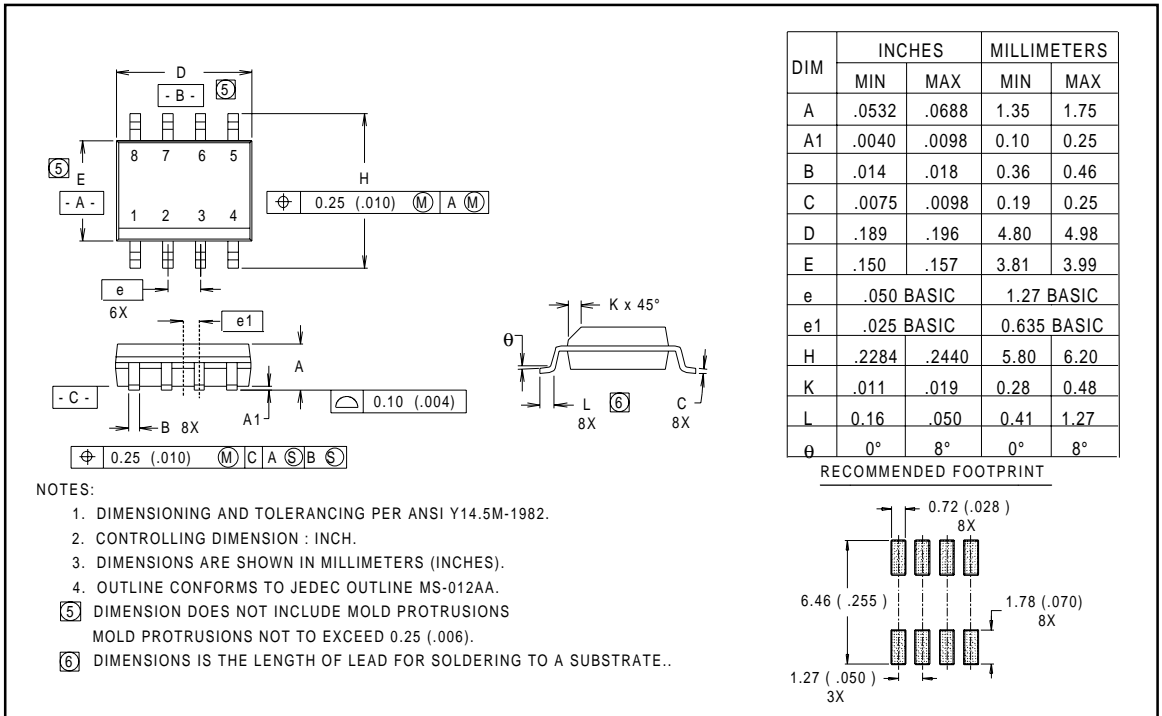 D
- B - 5
8 7 6 5
5 E
- A -
H
⌖ 0.25 (.010) Ⓜ A Ⓜ
1 2 3 4
e
6X
e1
A
- C -
A1
⌓ 0.10 (.004)
B 8X
⌖ 0.25 (.010) Ⓜ C A Ⓢ B Ⓢ
K x 45°
θ
L 6
8X
C
8X
DIM INCHES MILLIMETERS
MIN MAX MIN MAX
A .0532 .0688 1.35 1.75
A1 .0040 .0098 0.10 0.25
B .014 .018 0.36 0.46
C .0075 .0098 0.19 0.25
D .189 .196 4.80 4.98
E .150 .157 3.81 3.99
e .050 BASIC 1.27 BASIC
e1 .025 BASIC 0.635 BASIC
H .2284 .2440 5.80 6.20
K .011 .019 0.28 0.48
L 0.16 .050 0.41 1.27
θ 0° 8° 0° 8°
NOTES:
1. DIMENSIONING AND TOLERANCING PER ANSI Y14.5M-1982.
2. CONTROLLING DIMENSION : INCH.
3. DIMENSIONS ARE SHOWN IN MILLIMETERS (INCHES).
4. OUTLINE CONFORMS TO JEDEC OUTLINE MS-012AA.
5 DIMENSION DOES NOT INCLUDE MOLD PROTRUSIONS
MOLD PROTRUSIONS NOT TO EXCEED 0.25 (.006).
6 DIMENSIONS IS THE LENGTH OF LEAD FOR SOLDERING TO A SUBSTRATE..
RECOMMENDED FOOTPRINT
0.72 (.028 )
8X
6.46 ( .255)
1.78 (.070)
8X
1.27 ( .050 )
3X